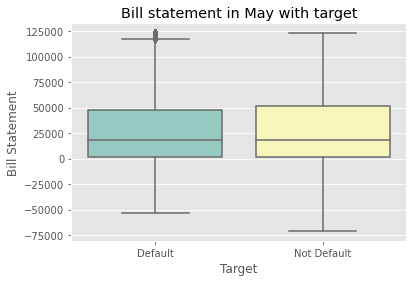 Bill statement in May with target
125000
100000
75000
50000
25000
0
−25000
−50000
−75000
Bill Statement
Default
Not Default
Target